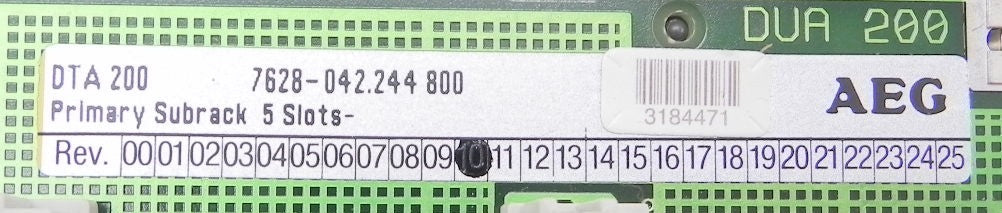 DUA 200
DTA 200 7628-042.244 800
Primary Subrack 5 Slots-
3184471
AEG
Rev. 00 01 02 03 04 05 06 07 08 09 10 11 12 13 14 15 16 17 18 19 20 21 22 23 24 25